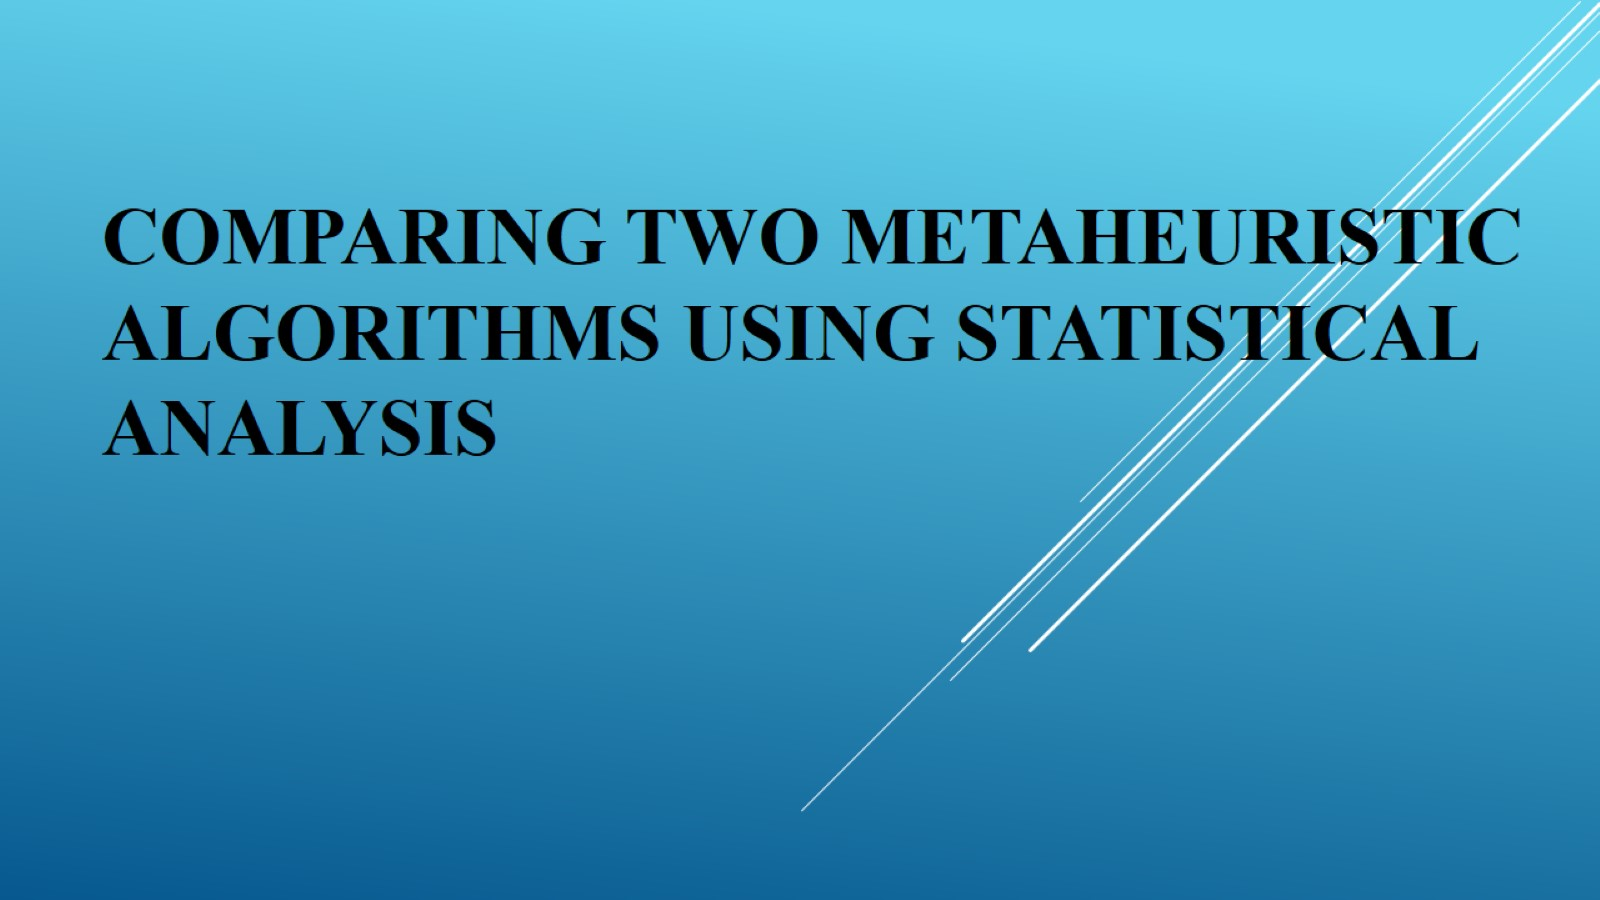 COMPARING TWO METAHEURISTIC
ALGORITHMS USING STATISTICAL
ANALYSIS